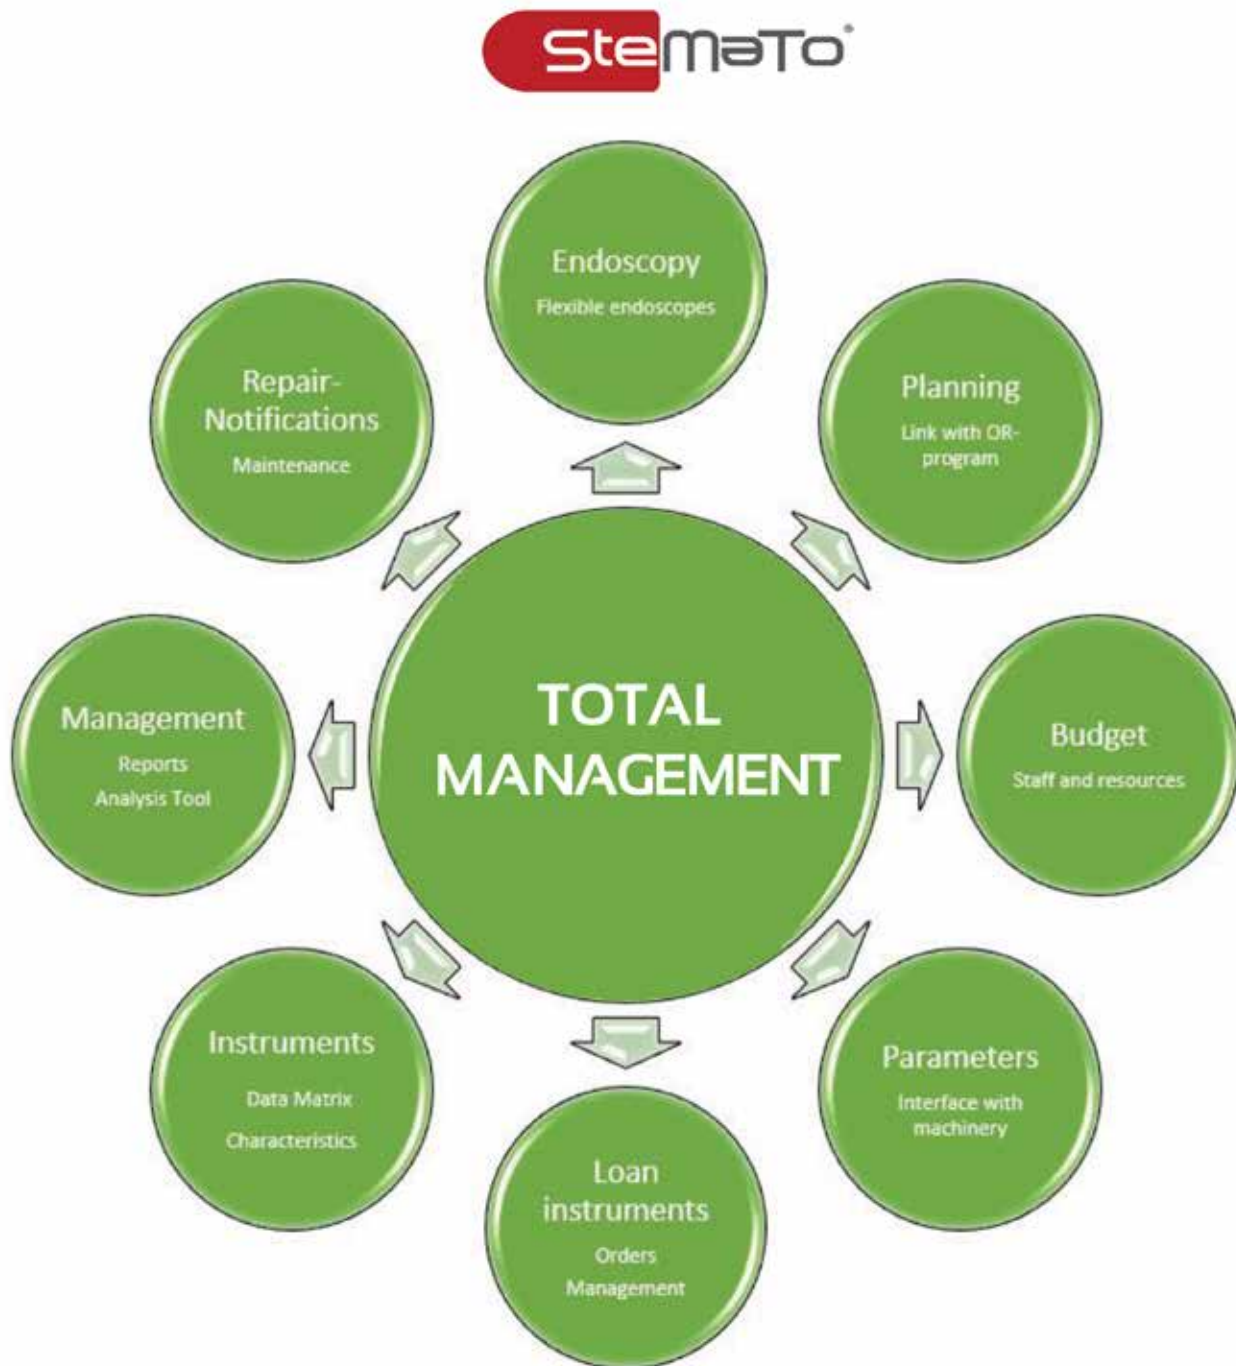 SteMaTo®
Endoscopy
Flexible endoscopes
Planning
Link with OR-
program
Budget
Staff and resources
Parameters
Interface with
machinery
Loan
instruments
Orders
Management
Instruments
Data Matrix
Characteristics
Management
Reports
Analysis Tool
Repair-
Notifications
Maintenance
TOTAL
MANAGEMENT